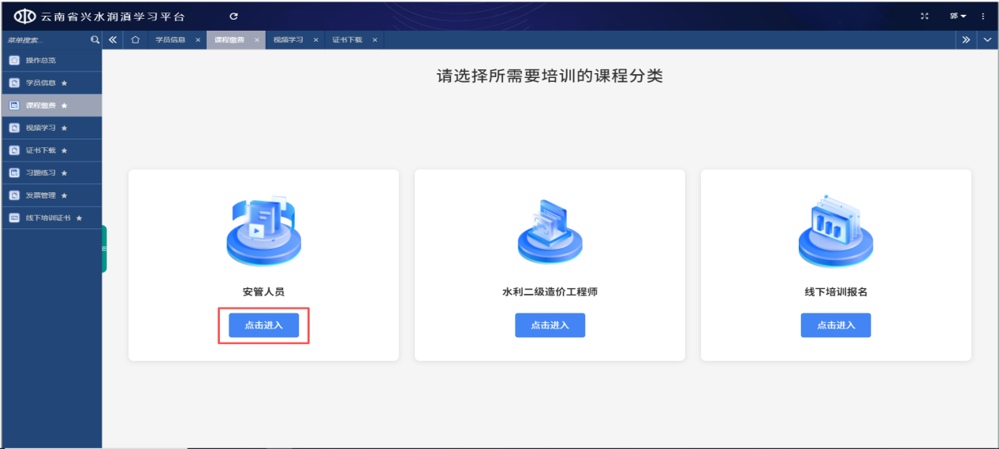 云南省兴水润滇学习平台
郭
菜单搜索...
学员信息
课程缴费
视频学习
证书下载
操作总览
学员信息
课程缴费
视频学习
证书下载
习题练习
发票管理
线下培训证书
请选择所需要培训的课程分类
安管人员
点击进入
水利二级造价工程师
点击进入
线下培训报名
点击进入